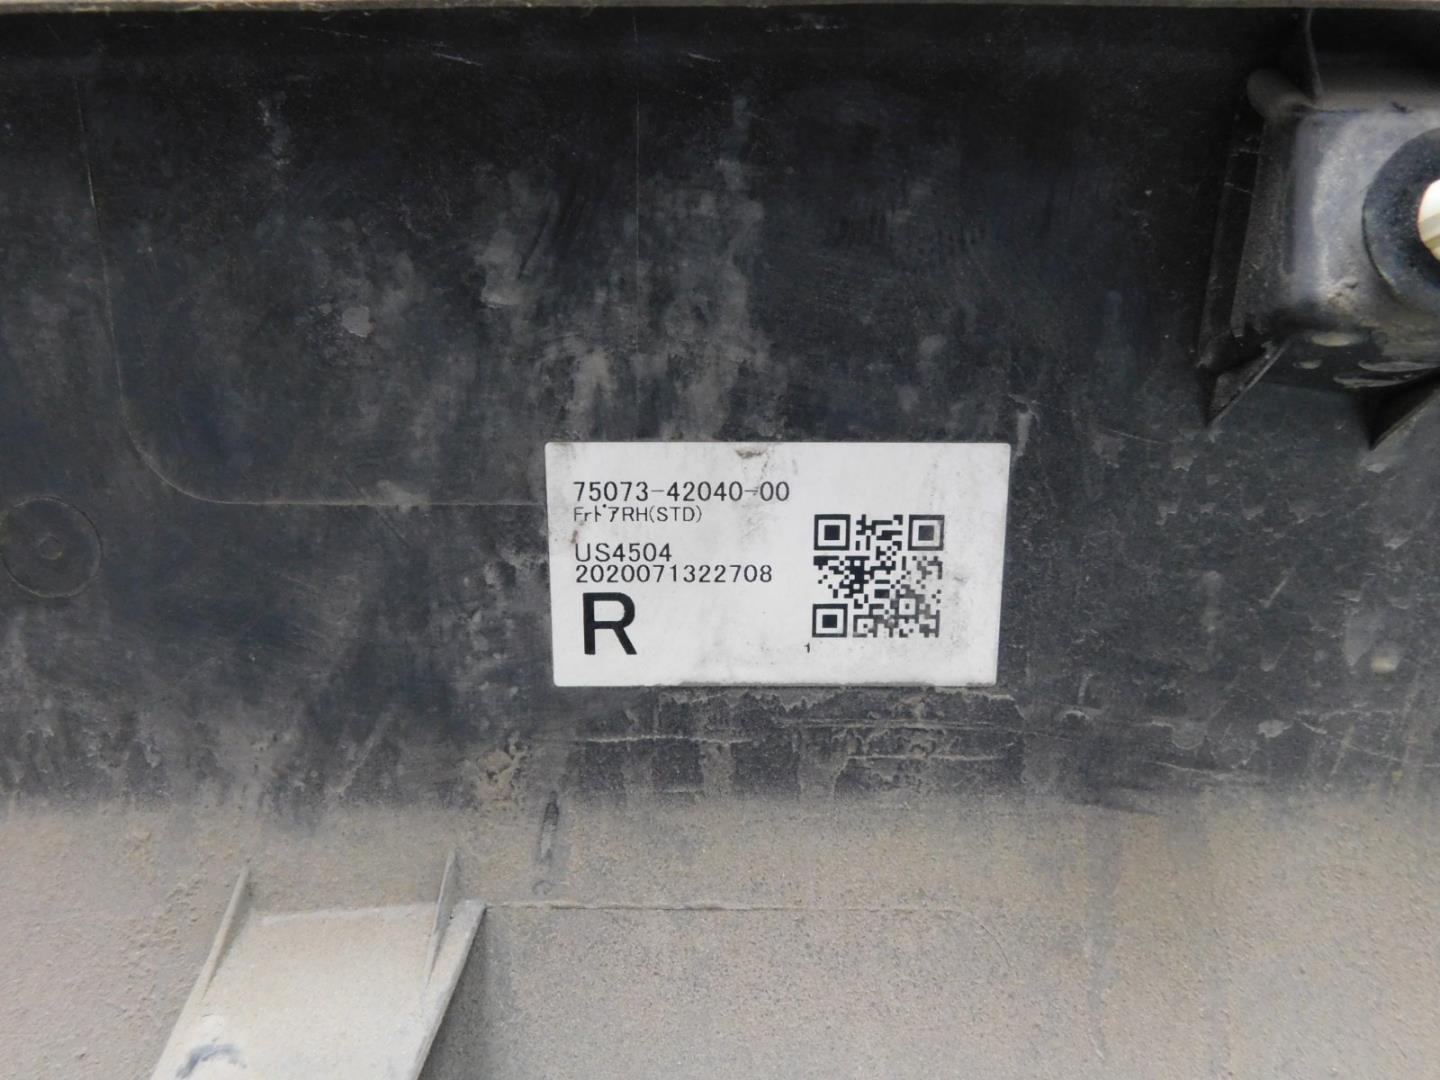 75073-42040-00
Frﾄﾞｱ RH(STD)
US4504
2020071322708
R
1